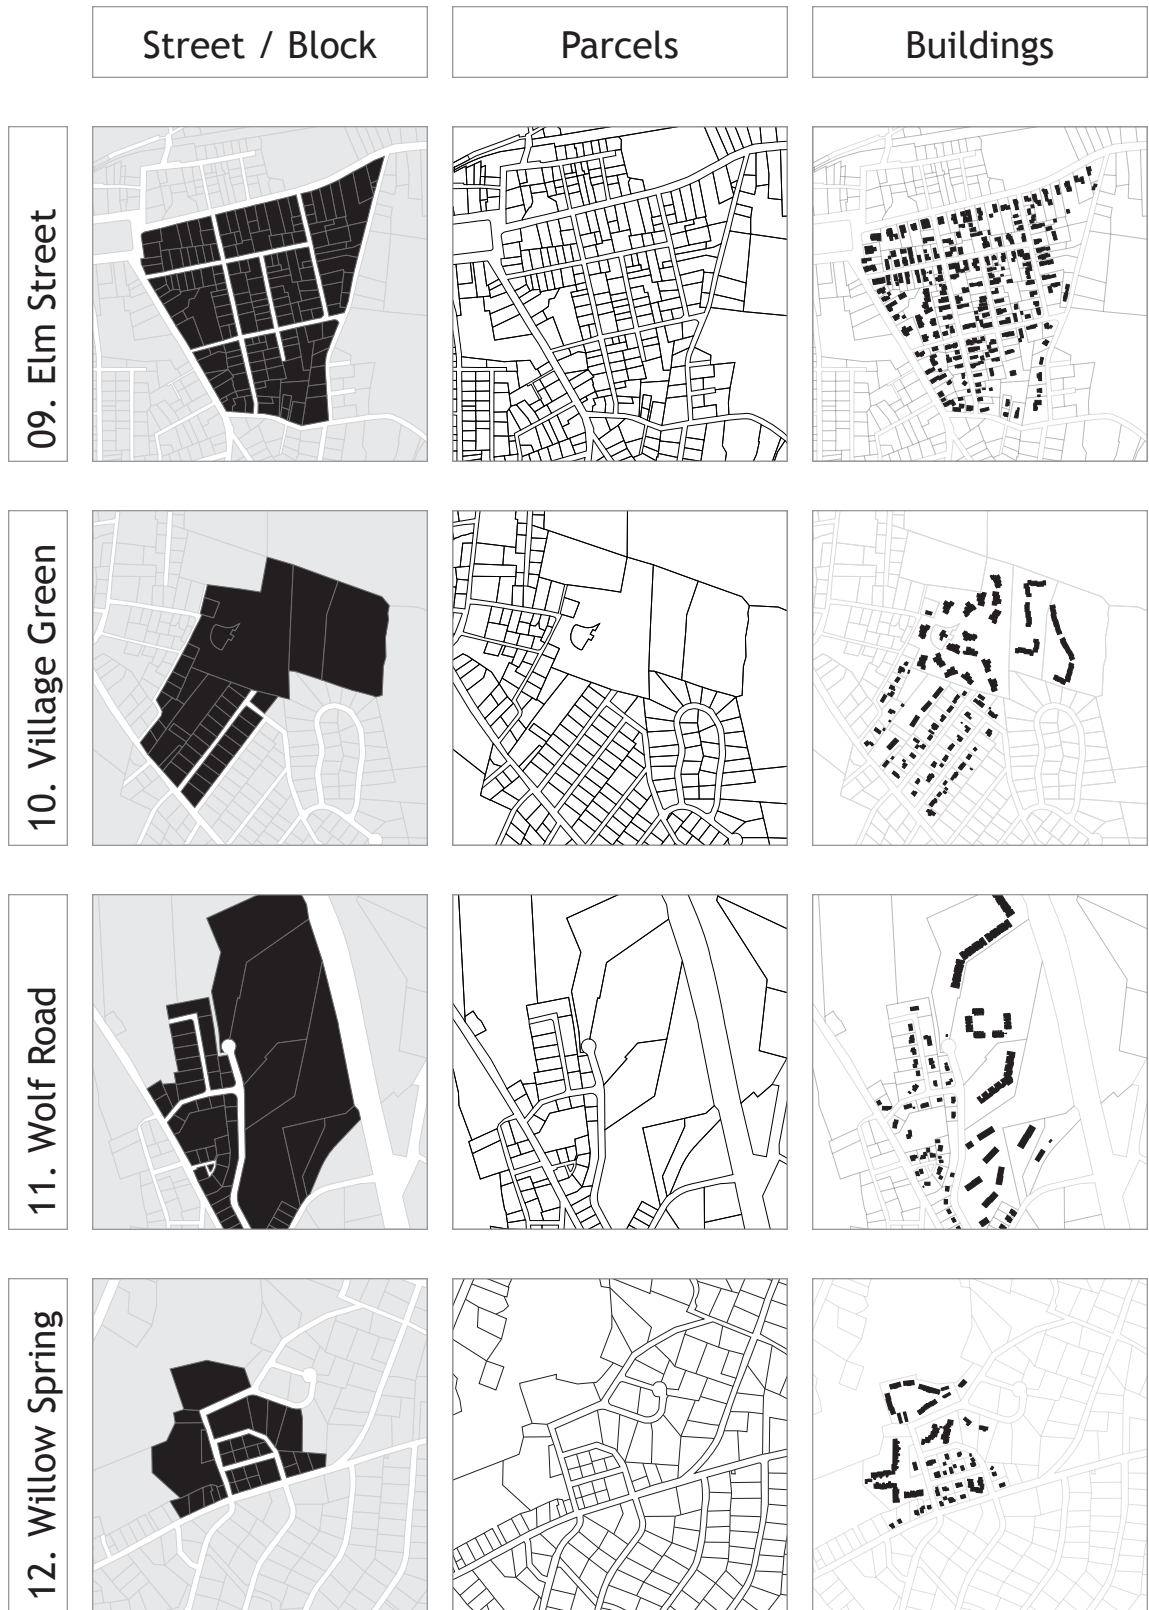 Street / Block
Parcels
Buildings
09. Elm Street
10. Village Green
11. Wolf Road
12. Willow Spring